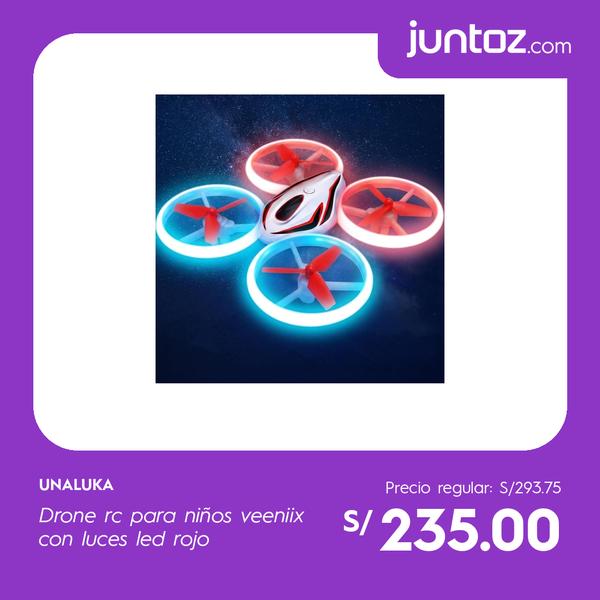 juntoz.com
UNALUKA
Drone rc para niños veeniix
con luces led rojo
Precio regular: S/293.75
S/235.00